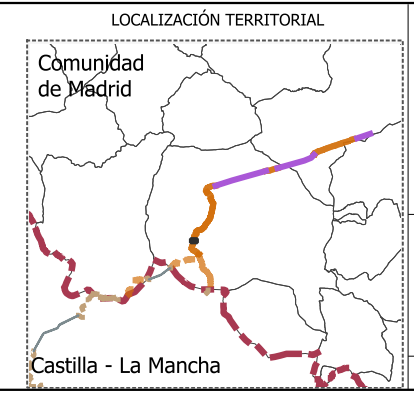 LOCALIZACIÓN TERRITORIAL
Comunidad
de Madrid
Castilla - La Mancha